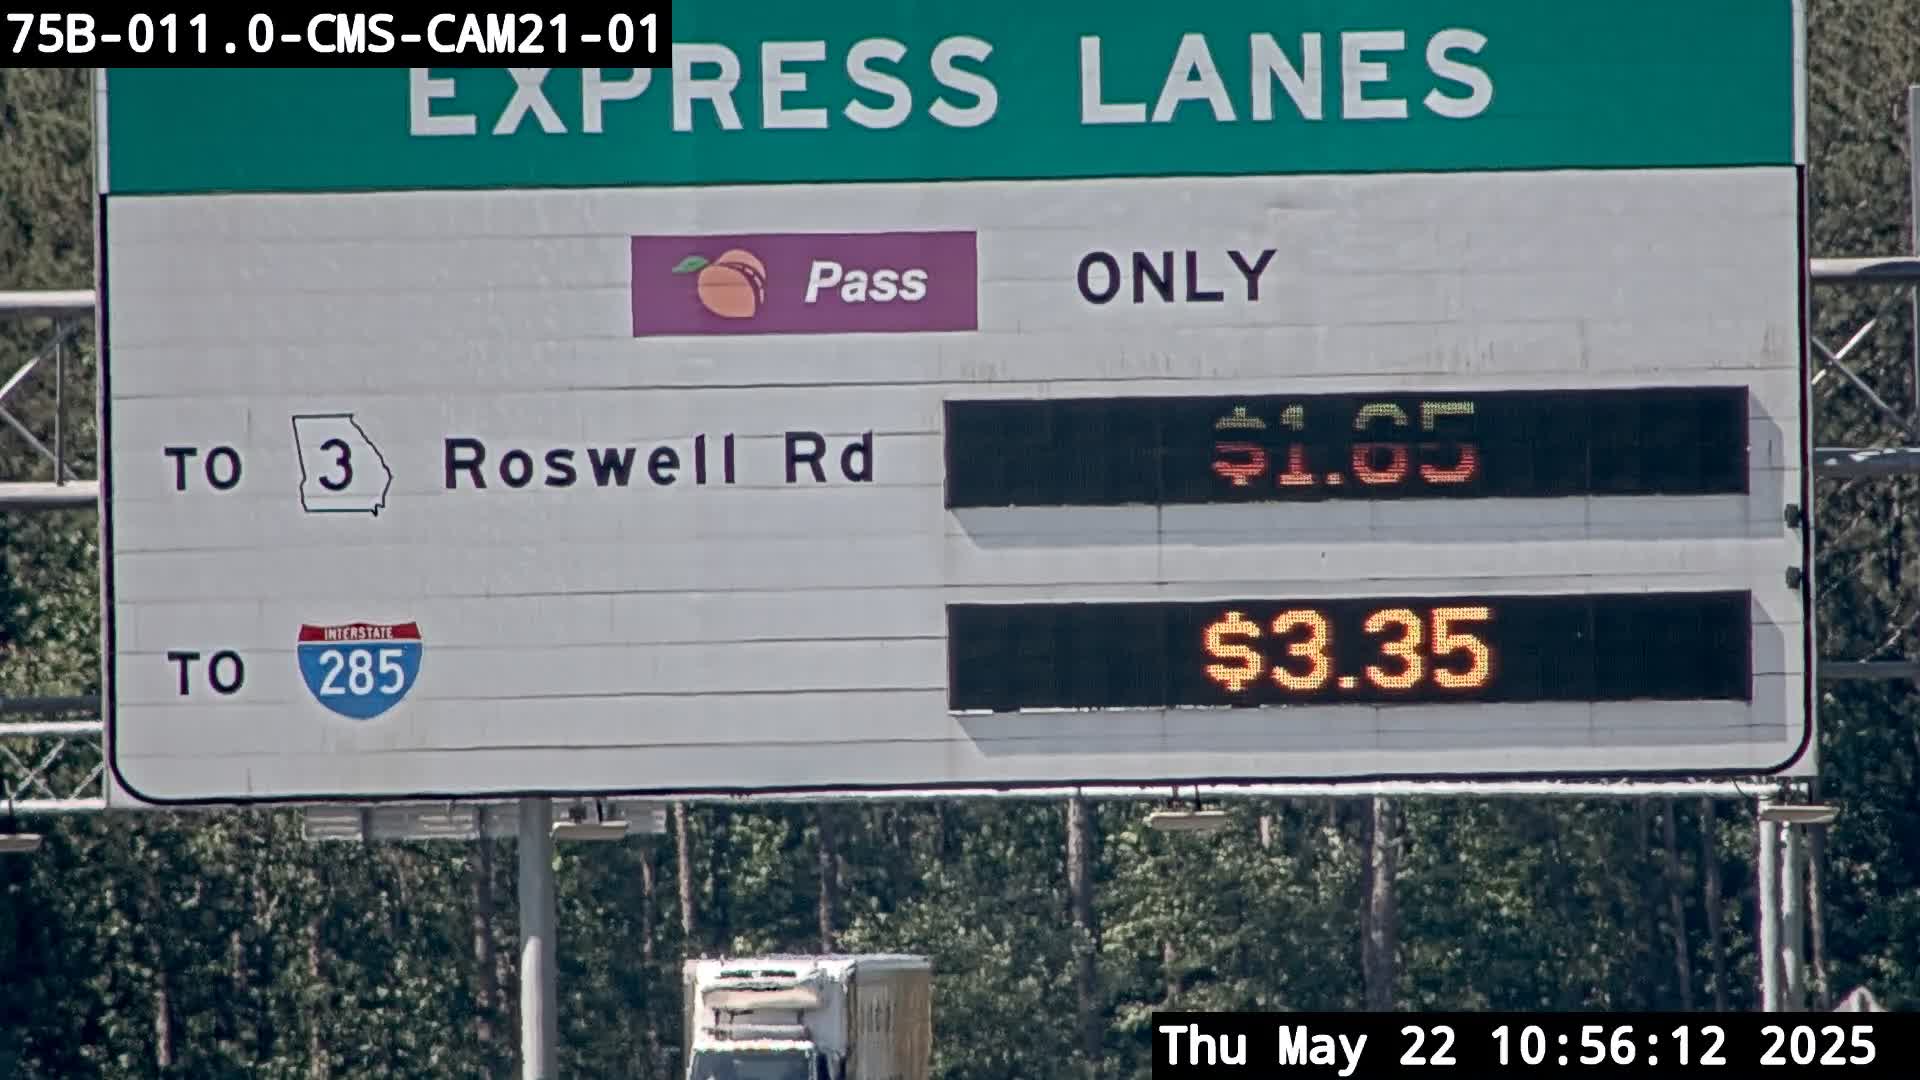 75B-011.0-CMS-CAM21-01
EXPRESS LANES
Pass ONLY
TO 3 Roswell Rd
TO INTERSTATE 285 $3.35
Thu May 22 10:56:12 2025